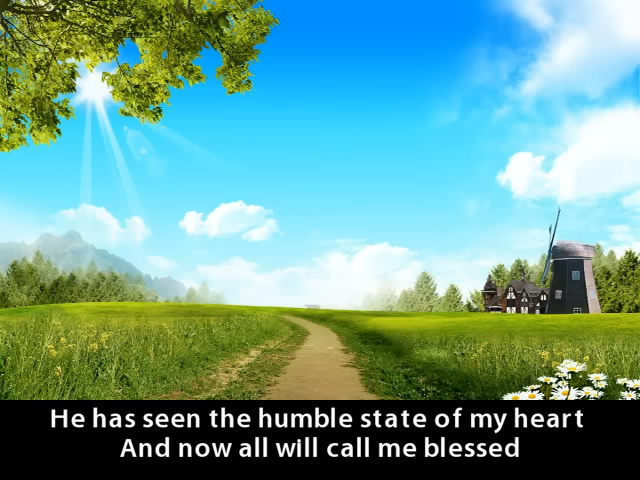 He has seen the humble state of my heart
And now all will call me blessed